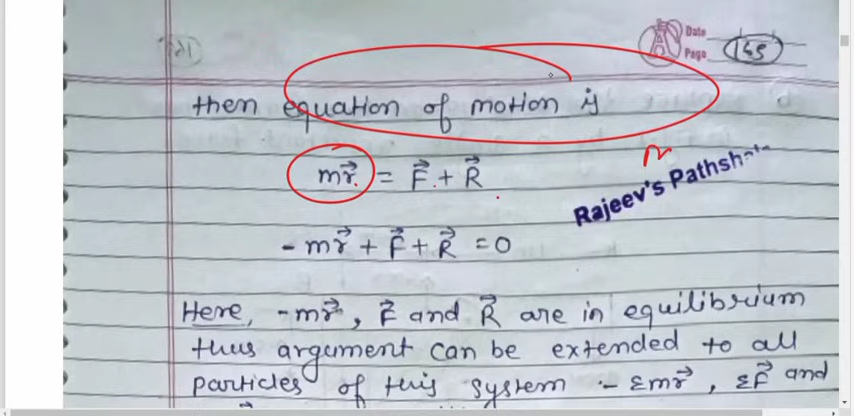 Date
Page 145
then equation of motion is
mr⃗ = F⃗ + R⃗
Rajeev's Pathsh
- mr⃗ + F⃗ + R⃗ = 0
Here, -mr⃗, F⃗ and R⃗ are in equilibrium
thus argument can be extended to all
particles of this system - Σmr⃗, ΣF⃗ and